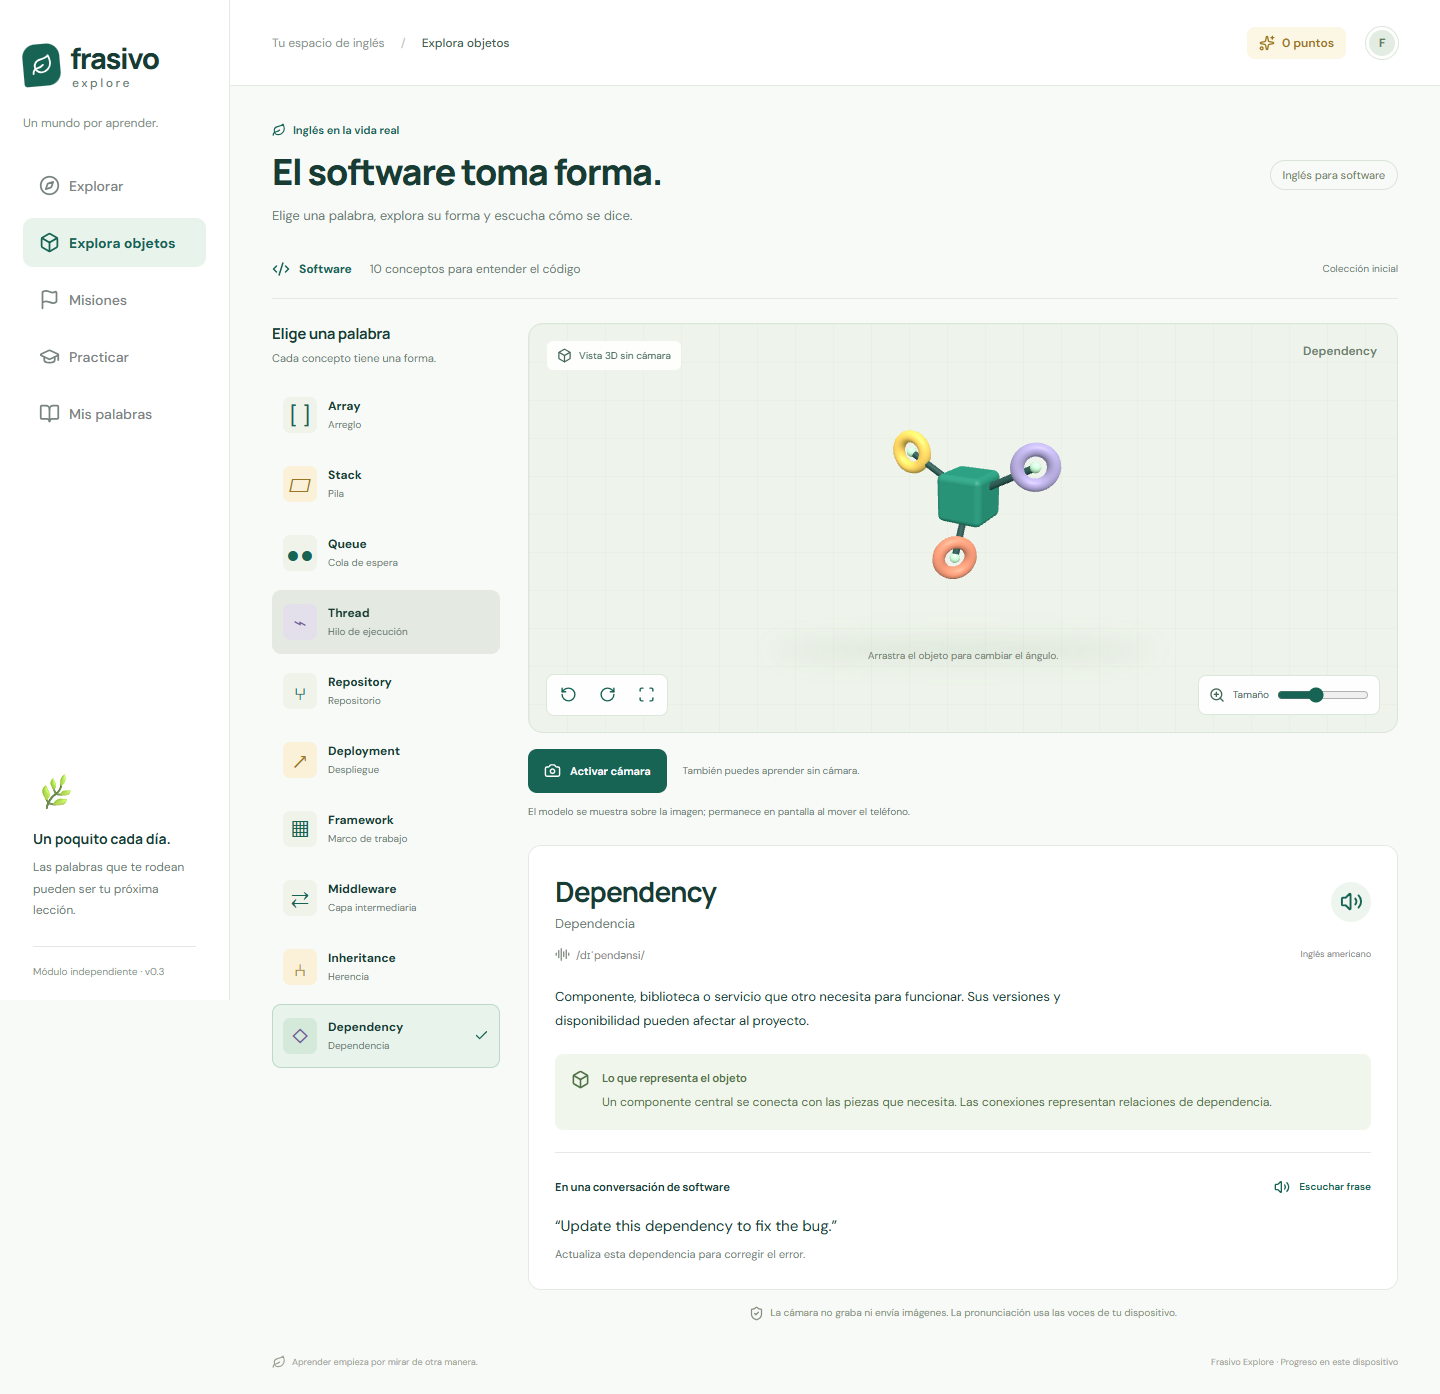 frasivo
explore
Un mundo por aprender.
Explorar
Explora objetos
Misiones
Practicar
Mis palabras
Un poquito cada día.
Las palabras que te rodean
pueden ser tu próxima
lección.
Módulo independiente · v0.3
Tu espacio de inglés / Explora objetos
0 puntos
F
Inglés en la vida real
El software toma forma.
Elige una palabra, explora su forma y escucha cómo se dice.
Inglés para software
Software 10 conceptos para entender el código
Colección inicial
Elige una palabra
Cada concepto tiene una forma.
[ ]
Array
Arreglo
Stack
Pila
Queue
Cola de espera
Thread
Hilo de ejecución
Repository
Repositorio
Deployment
Despliegue
Framework
Marco de trabajo
Middleware
Capa intermediaria
Inheritance
Herencia
Dependency
Dependencia
Vista 3D sin cámara
Dependency
Arrastra el objeto para cambiar el ángulo.
Tamaño
Activar cámara
También puedes aprender sin cámara.
El modelo se muestra sobre la imagen; permanece en pantalla al mover el teléfono.
Dependency
Dependencia
/dɪˈpendənsi/
Inglés americano
Componente, biblioteca o servicio que otro necesita para funcionar. Sus versiones y
disponibilidad pueden afectar al proyecto.
Lo que representa el objeto
Un componente central se conecta con las piezas que necesita. Las conexiones representan relaciones de dependencia.
En una conversación de software
Escuchar frase
“Update this dependency to fix the bug.”
Actualiza esta dependencia para corregir el error.
La cámara no graba ni envía imágenes. La pronunciación usa las voces de tu dispositivo.
Aprender empieza por mirar de otra manera.
Frasivo Explore · Progreso en este dispositivo